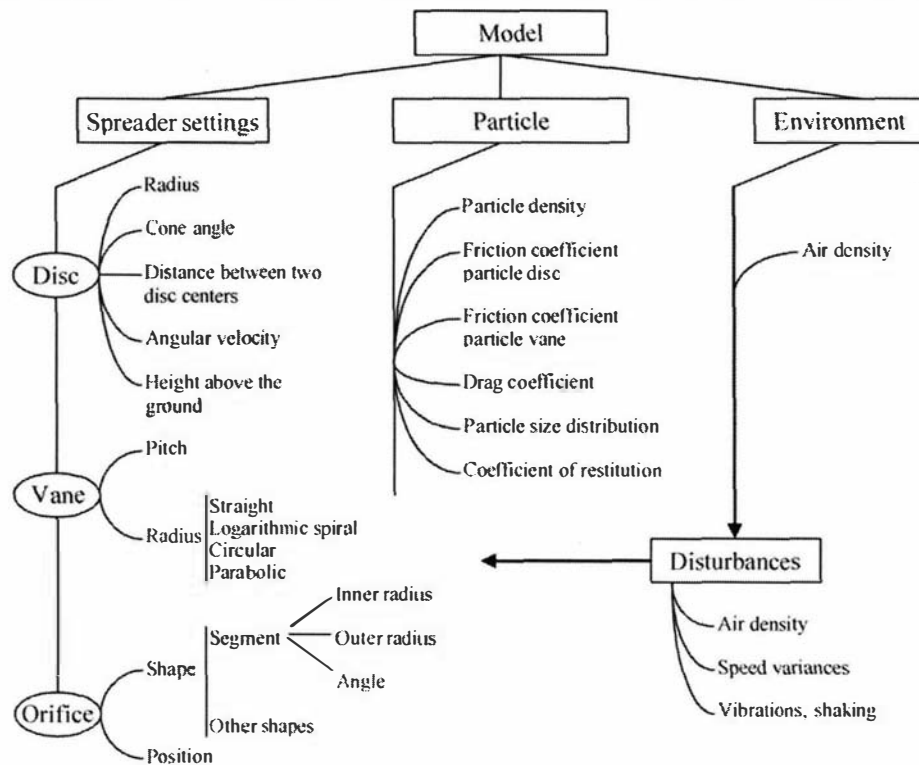 Model
Spreader settings
Particle
Environment
Radius
Cone angle
Disc
Distance between two
disc centers
Angular velocity
Height above the
ground
Pitch
Vane
Radius
Straight
Logarithmic spiral
Circular
Parabolic
Segment
Inner radius
Outer radius
Angle
Shape
Other shapes
Orifice
Position
Particle density
Friction coefficient
particle disc
Friction coefficient
particle vane
Drag coefficient
Particle size distribution
Coefficient of restitution
Air density
Disturbances
Air density
Speed variances
Vibrations, shaking